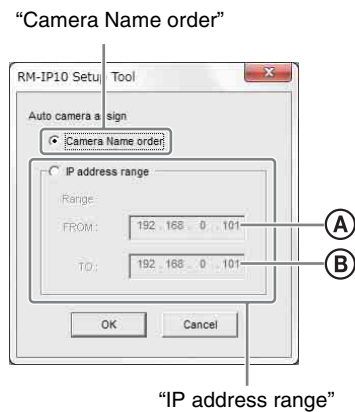 “Camera Name order”
RM-IP10 Setup Tool
Auto camera assign
Camera Name order
IP address range
Range
FROM : 192 . 168 . 0 . 101 A
TO : 192 . 168 . 0 . 101 B
OK Cancel
“IP address range”